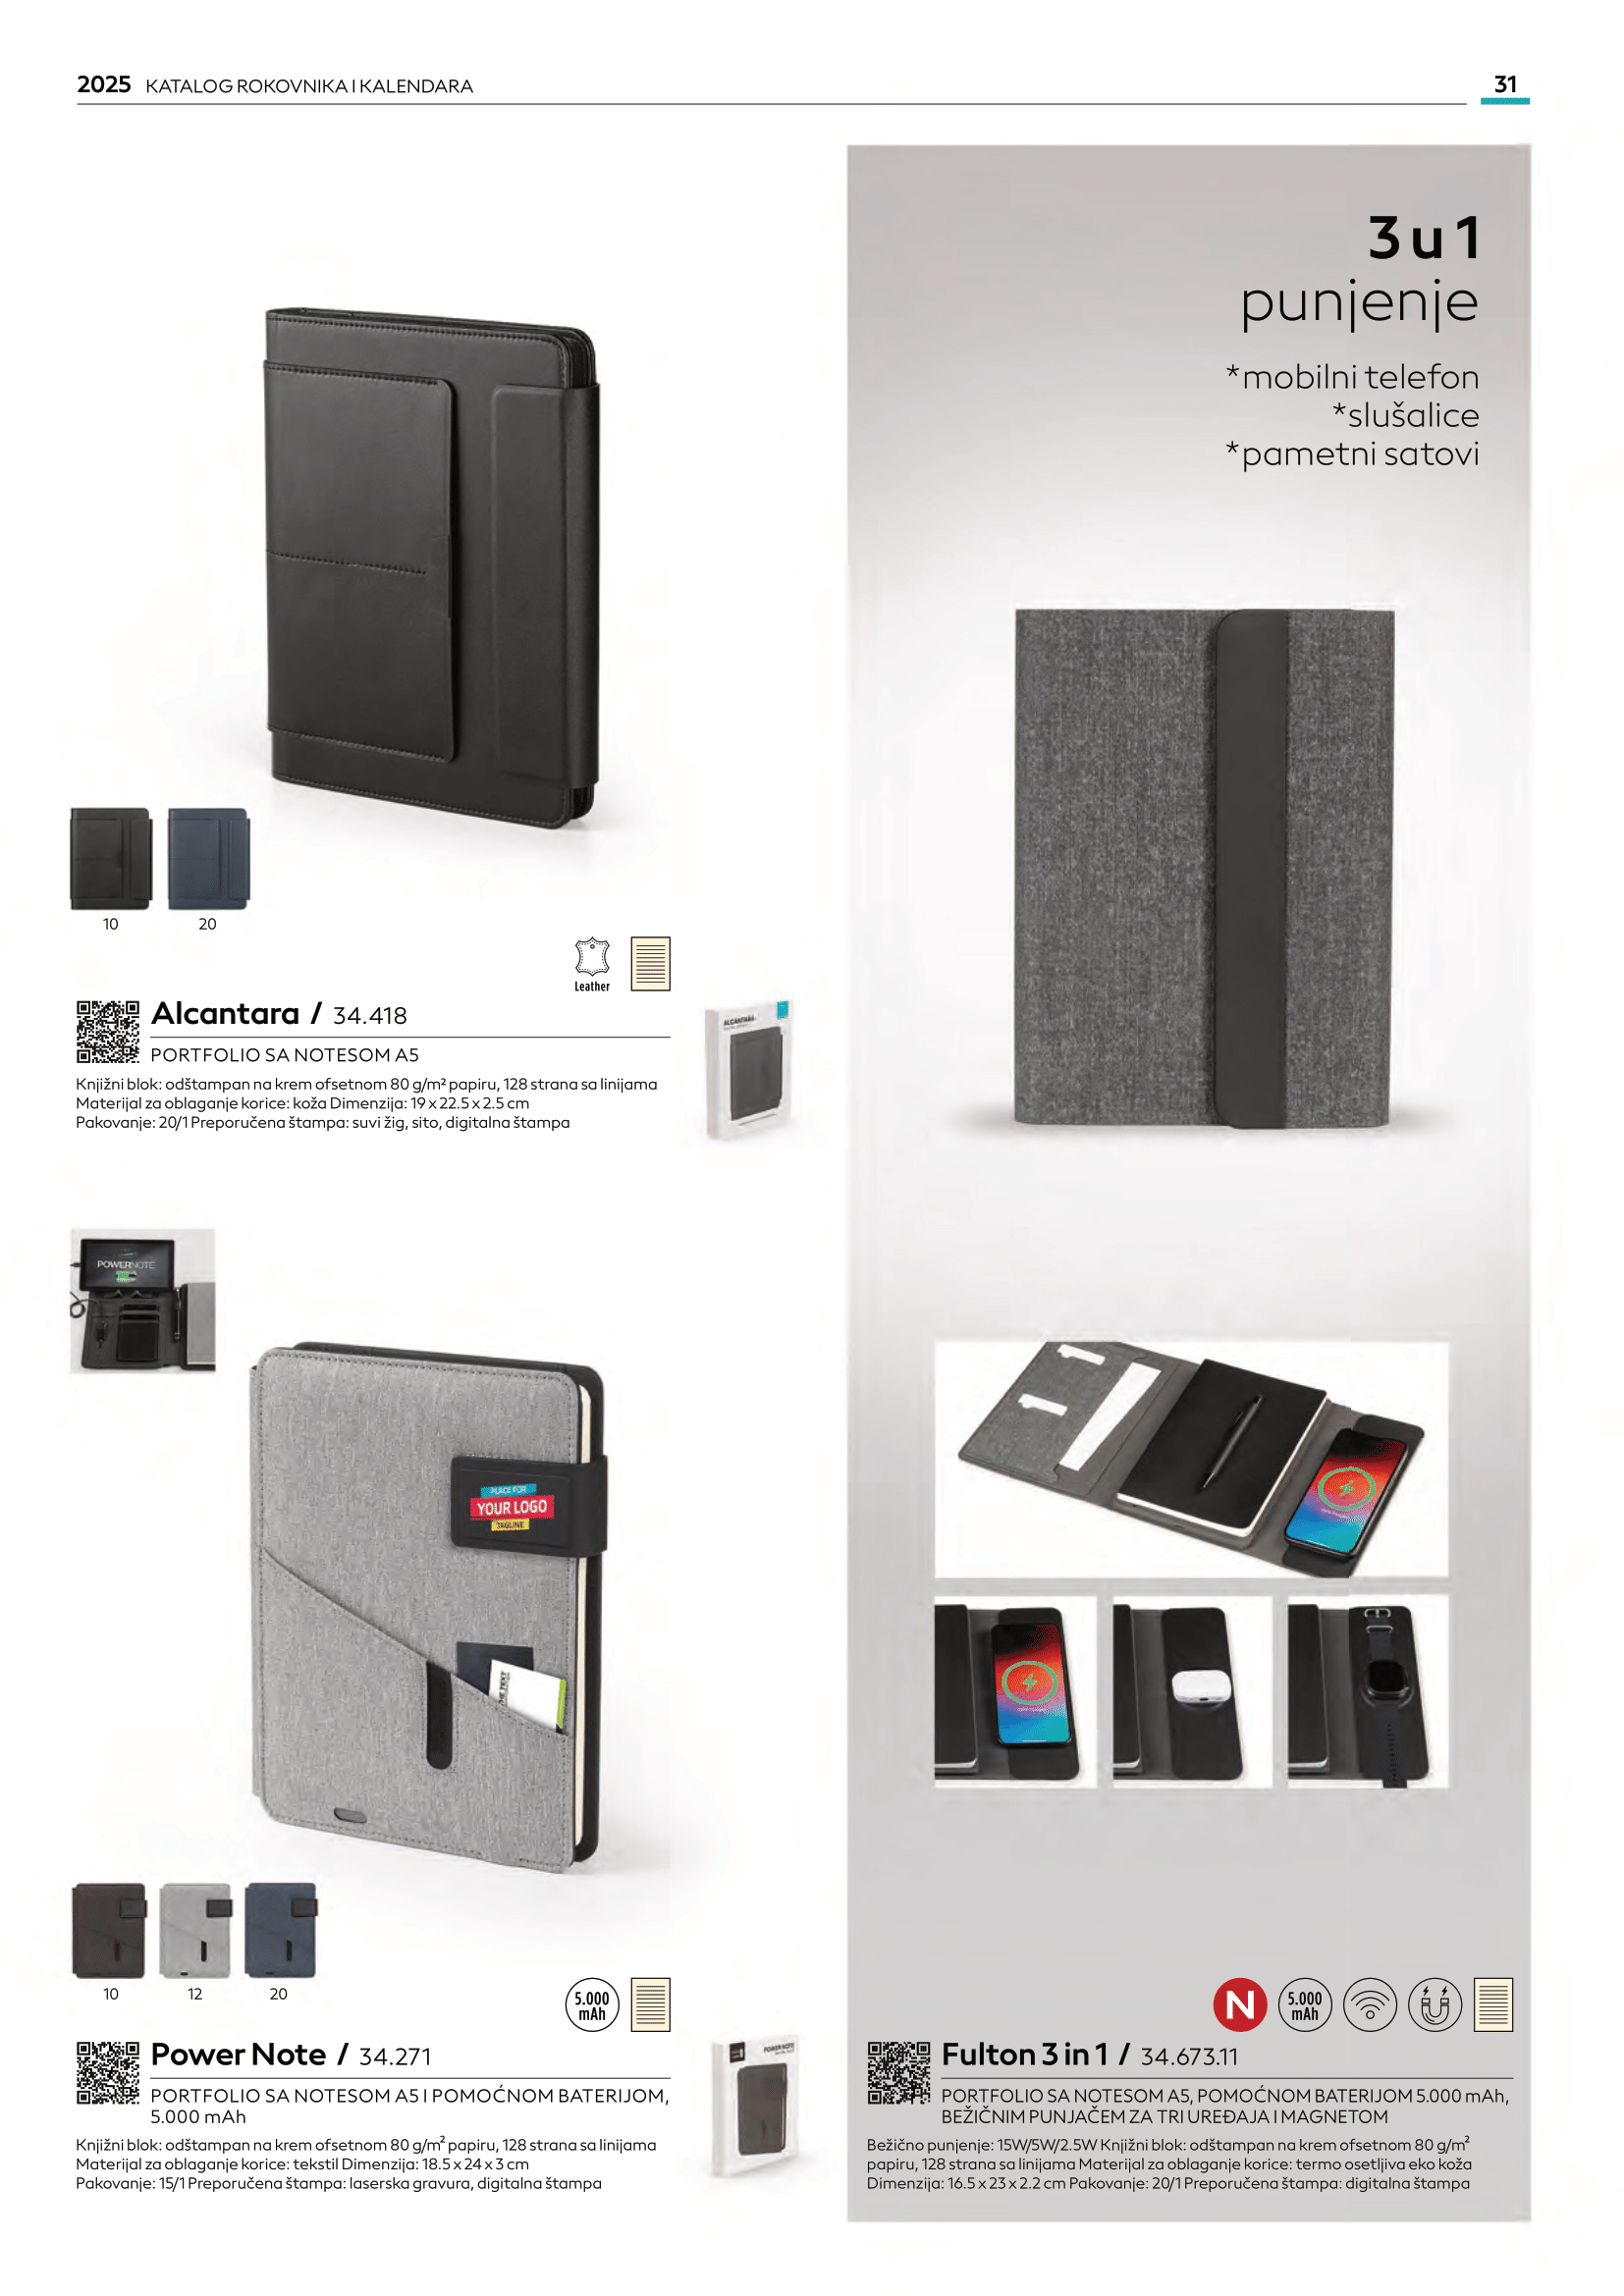 2025 KATALOG ROKOVNIKA I KALENDARA
31
10
20
Leather
Alcantara / 34.418
PORTFOLIO SA NOTESOM A5
Knjižni blok: odštampan na krem ofsetnom 80 g/m² papiru, 128 strana sa linijama
Materijal za oblaganje korice: koža Dimenzija: 19 x 22.5 x 2.5 cm
Pakovanje: 20/1 Preporučena štampa: suvi žig, sito, digitalna štampa
ALCANTARA
POWERNOTE
PLACE FOR
YOUR LOGO
TAGLINE
10
12
20
5.000
mAh
Power Note / 34.271
PORTFOLIO SA NOTESOM A5 I POMOĆNOM BATERIJOM,
5.000 mAh
Knjižni blok: odštampan na krem ofsetnom 80 g/m² papiru, 128 strana sa linijama
Materijal za oblaganje korice: tekstil Dimenzija: 18.5 x 24 x 3 cm
Pakovanje: 15/1 Preporučena štampa: laserska gravura, digitalna štampa
POWER NOTE
3 u 1
punjenje
*mobilni telefon
*slušalice
*pametni satovi
N
5.000
mAh
Fulton 3 in 1 / 34.673.11
PORTFOLIO SA NOTESOM A5, POMOĆNOM BATERIJOM 5.000 mAh,
BEŽIČNIM PUNJAČEM ZA TRI UREĐAJA I MAGNETOM
Bežično punjenje: 15W/5W/2.5W Knjižni blok: odštampan na krem ofsetnom 80 g/m²
papiru, 128 strana sa linijama Materijal za oblaganje korice: termo osetljiva eko koža
Dimenzija: 16.5 x 23 x 2.2 cm Pakovanje: 20/1 Preporučena štampa: digitalna štampa